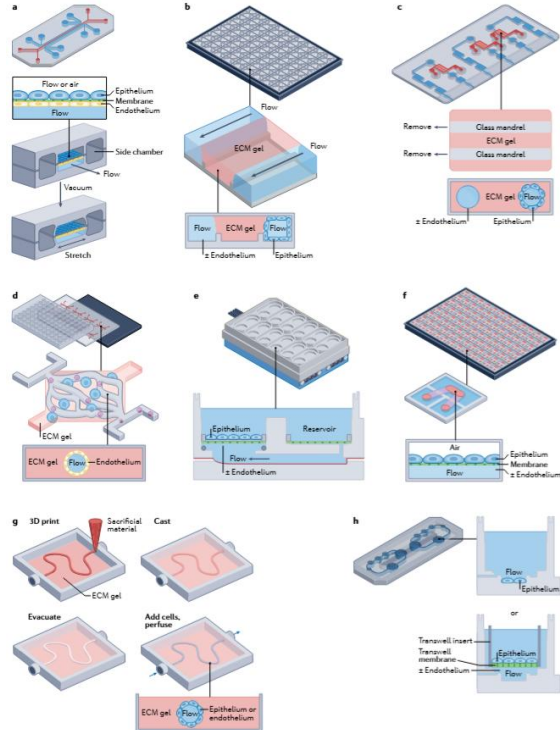 a
Flow or air
Epithelium
Membrane
Endothelium
Flow
Side chamber
Flow
Vacuum
Stretch
b
Flow
Flow
ECM gel
Flow
ECM gel
Flow
± Endothelium
Epithelium
c
Remove
Glass mandrel
ECM gel
Remove
Glass mandrel
ECM gel
Flow
± Endothelium
Epithelium
d
ECM gel
ECM gel
Flow
Endothelium
e
Epithelium
Reservoir
Flow
± Endothelium
f
Air
Epithelium
Membrane
Flow
± Endothelium
g
3D print
Sacrificial
material
Cast
ECM gel
Evacuate
Add cells,
perfuse
ECM gel
Flow
Epithelium or
endothelium
h
Flow
Epithelium
or
Transwell insert
Transwell
membrane
Epithelium
± Endothelium
Flow